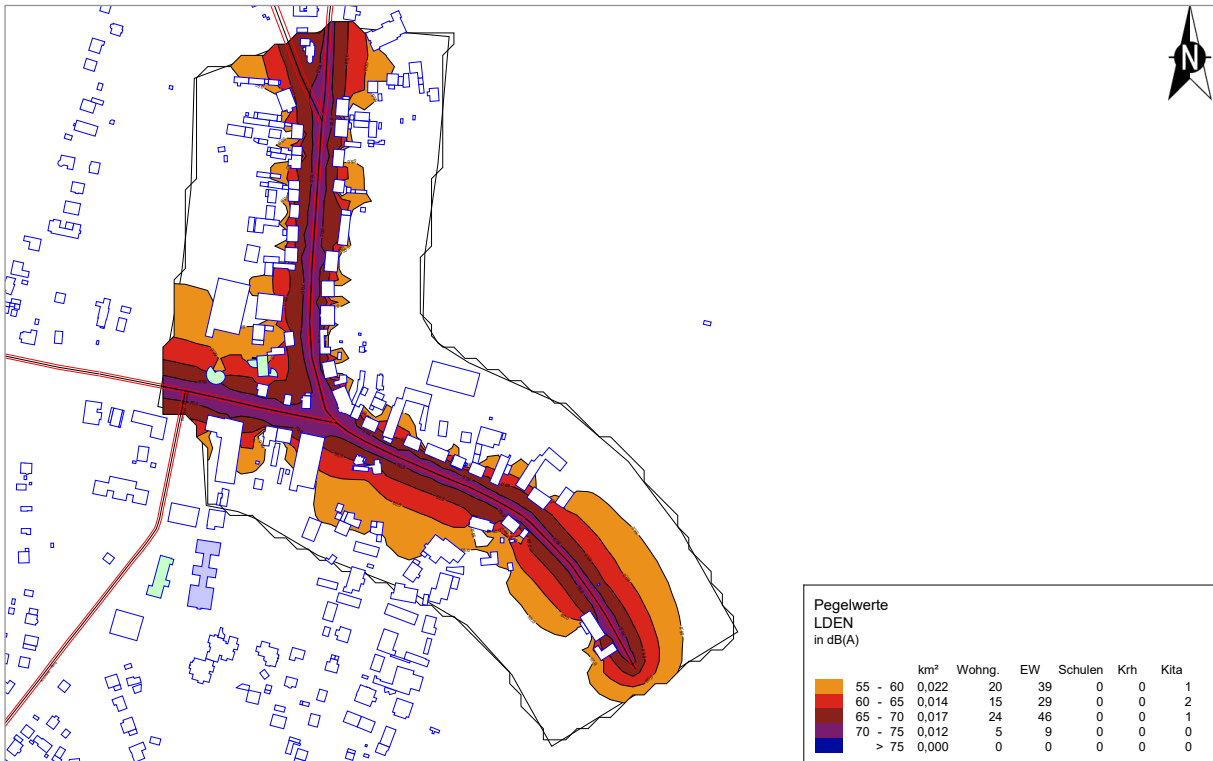 N
Pegelwerte
LDEN
in dB(A)
km² Wohng. EW Schulen Krh Kita
55 - 60 0,022 20 39 0 0 1
60 - 65 0,014 15 29 0 0 2
65 - 70 0,017 24 46 0 0 1
70 - 75 0,012 5 9 0 0 0
> 75 0,000 0 0 0 0 0